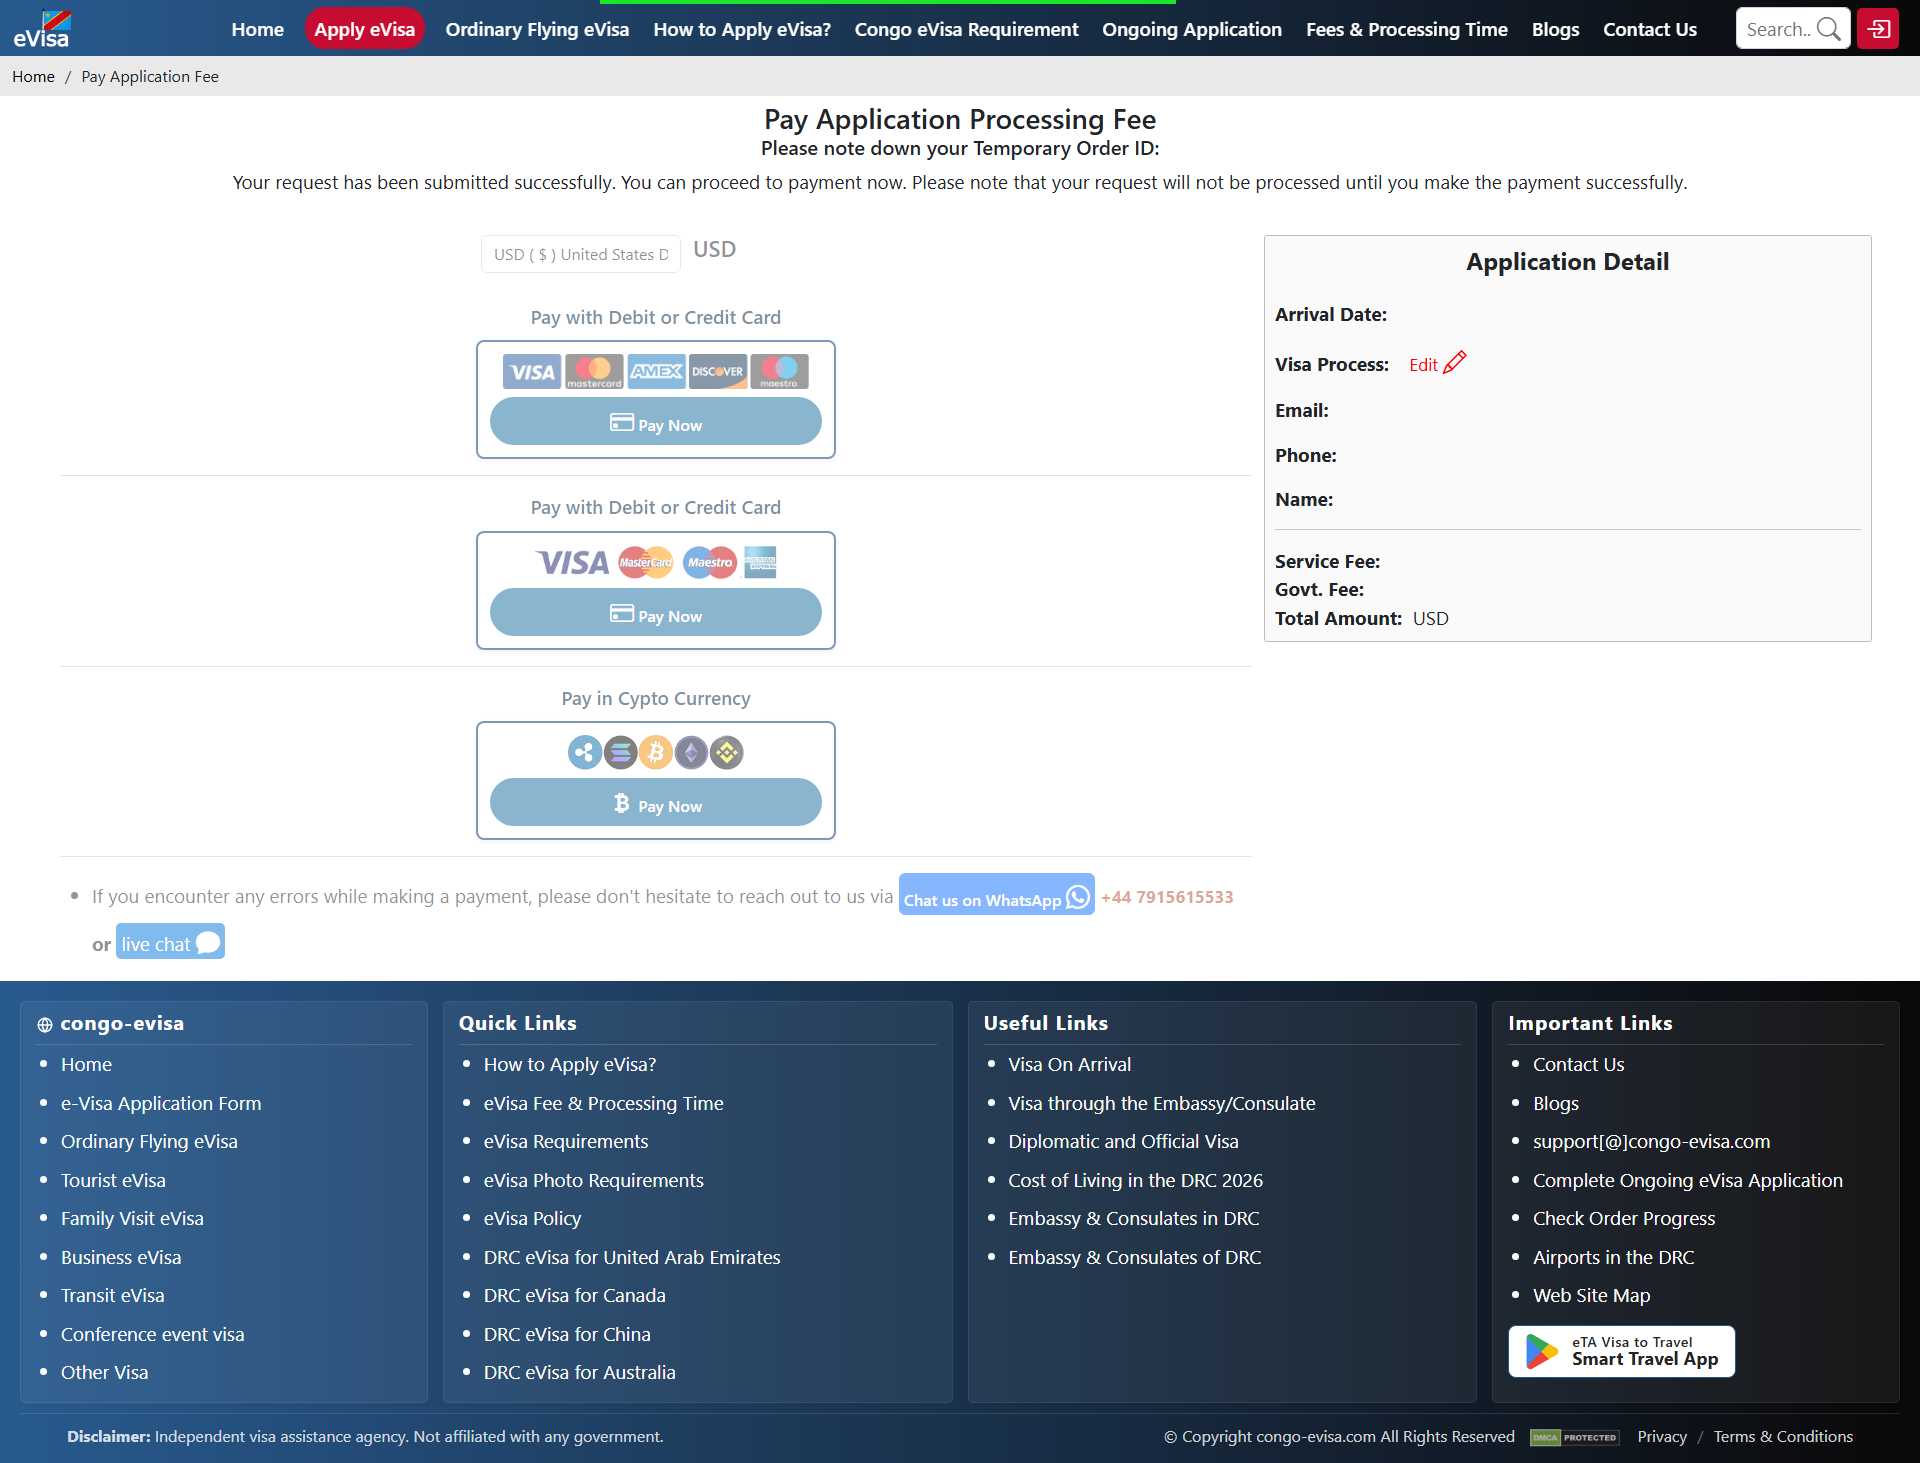 eVisa
Home
Apply eVisa
Ordinary Flying eVisa
How to Apply eVisa?
Congo eVisa Requirement
Ongoing Application
Fees & Processing Time
Blogs
Contact Us
Search..
Home / Pay Application Fee
Pay Application Processing Fee
Please note down your Temporary Order ID:
Your request has been submitted successfully. You can proceed to payment now. Please note that your request will not be processed until you make the payment successfully.
USD ( $ ) United States D
USD
Pay with Debit or Credit Card
VISA mastercard AMEX DISCOVER maestro
Pay Now
Pay with Debit or Credit Card
VISA MasterCard Maestro
Pay Now
Pay in Cypto Currency
Pay Now
If you encounter any errors while making a payment, please don't hesitate to reach out to us via Chat us on WhatsApp +44 7915615533
or live chat
Application Detail
Arrival Date:
Visa Process: Edit
Email:
Phone:
Name:
Service Fee:
Govt. Fee:
Total Amount: USD
congo-evisa
Home
e-Visa Application Form
Ordinary Flying eVisa
Tourist eVisa
Family Visit eVisa
Business eVisa
Transit eVisa
Conference event visa
Other Visa
Quick Links
How to Apply eVisa?
eVisa Fee & Processing Time
eVisa Requirements
eVisa Photo Requirements
eVisa Policy
DRC eVisa for United Arab Emirates
DRC eVisa for Canada
DRC eVisa for China
DRC eVisa for Australia
Useful Links
Visa On Arrival
Visa through the Embassy/Consulate
Diplomatic and Official Visa
Cost of Living in the DRC 2026
Embassy & Consulates in DRC
Embassy & Consulates of DRC
Important Links
Contact Us
Blogs
support[@]congo-evisa.com
Complete Ongoing eVisa Application
Check Order Progress
Airports in the DRC
Web Site Map
eTA Visa to Travel
Smart Travel App
Disclaimer: Independent visa assistance agency. Not affiliated with any government.
© Copyright congo-evisa.com All Rights Reserved
DMCA PROTECTED
Privacy / Terms & Conditions